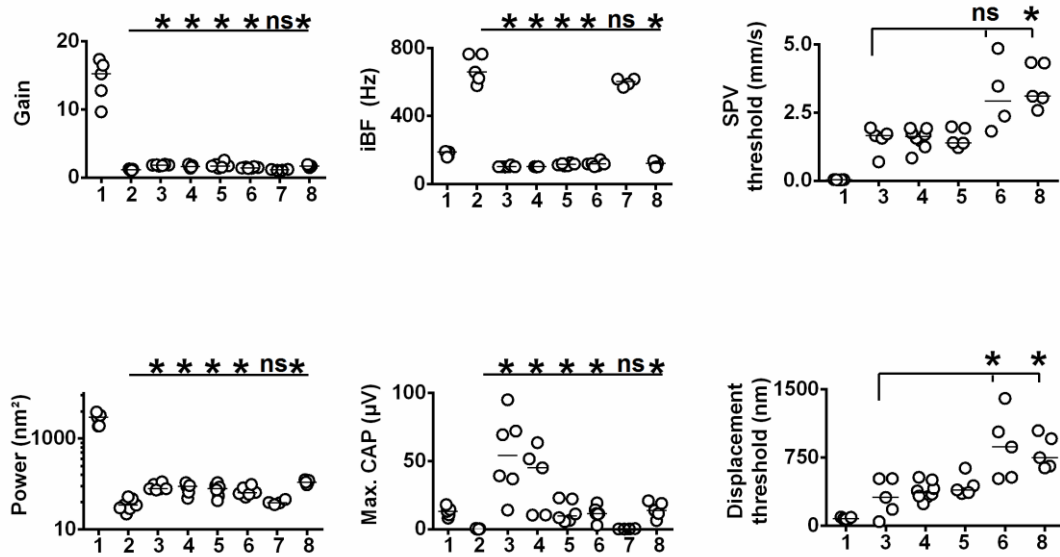 * * * * ns *
Gain
20
10
0
1 2 3 4 5 6 7 8
* * * * ns *
iBF (Hz)
800
400
0
1 2 3 4 5 6 7 8
ns *
SPV
threshold (mm/s)
5.0
2.5
0.0
1 3 4 5 6 8
* * * * ns *
Power (nm²)
1000
10
1 2 3 4 5 6 7 8
* * * * ns *
Max. CAP (µV)
100
50
0
1 2 3 4 5 6 7 8
* *
Displacement
threshold (nm)
1500
750
0
1 3 4 5 6 8